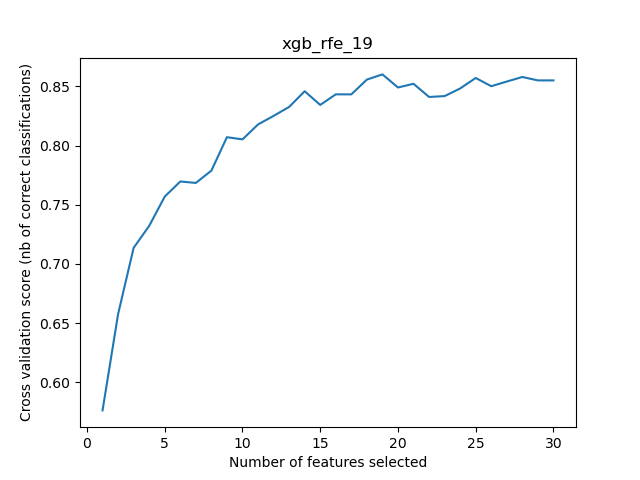 xgb_rfe_19
Cross validation score (nb of correct classifications)
0.85
0.80
0.75
0.70
0.65
0.60
0 5 10 15 20 25 30
Number of features selected